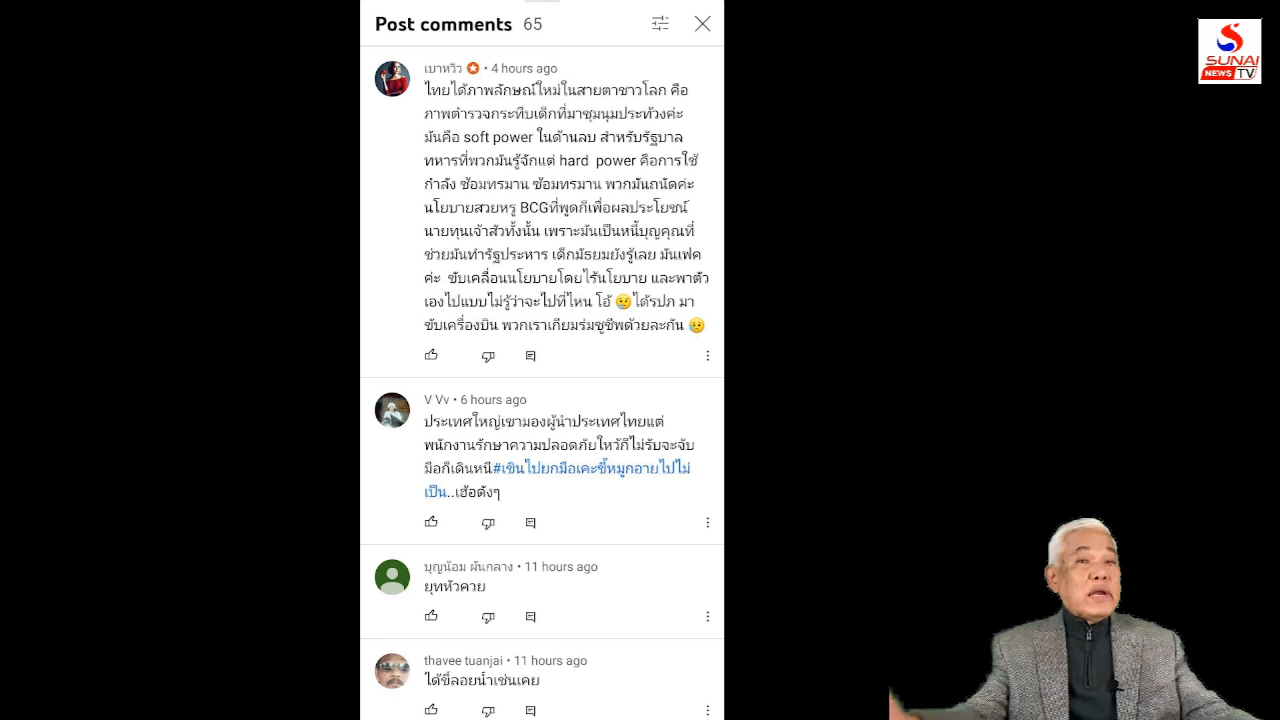 Post comments 65
เบาหวิว • 4 hours ago
ไทยได้ภาพลักษณ์ใหม่ในสายตาชาวโลก คือ
ภาพตำรวจกระทืบเด็กที่มาชุมนุมประท้วงค่ะ
มันคือ soft power ในด้านลบ สำหรับรัฐบาล
ทหารที่พวกมันรู้จักแต่ hard power คือการใช้
กำลัง ซ้อมทรมาน ซ้อมทรมาน พวกมันถนัดค่ะ
นโยบายสวยหรู BCGที่พูดก็เพื่อผลประโยชน์
นายทุนเจ้าสัวทั้งนั้น เพราะมันเป็นหนี้บุญคุณที่
ช่วยมันทำรัฐประหาร เด็กมัธยมยังรู้เลย มันเฟค
ค่ะ ขับเคลื่อนนโยบายโดยไร้นโยบาย และพาตัว
เองไปแบบไม่รู้ว่าจะไปที่ไหน โอ้ 😢 ได้รปภ มา
ขับเครื่องบิน พวกเราเตียมร่มชูชีพด้วยละกัน 😥
V Vv • 6 hours ago
ประเทศใหญ่เขามองผู้นำประเทศไทยแต่
พนักงานรักษาความปลอดภัยใหว้ก็ไม่รับจะจับ
มือก็เดินหนี#เขินไปยกมือเคะขี้หมูกอายไปไม่
เป็น..เฮ้อดังๆ
บุญน้อม ผันกลาง • 11 hours ago
ยุทหัวควย
thavee tuanjai • 11 hours ago
ได้ขี้ลอยน้ำเช่นเคย
SUNAI
NEWS TV